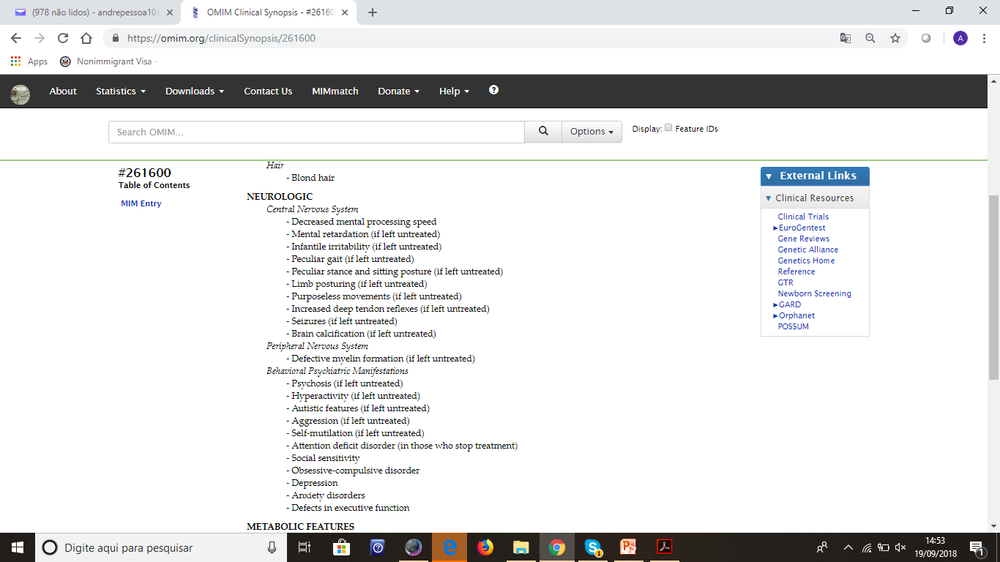 (978 não lidos) - andrepessoa10
OMIM Clinical Synopsis - #26160
https://omim.org/clinicalSynopsis/261600
A
Apps
Nonimmigrant Visa -
OMIM
About
Statistics
Downloads
Contact Us
MIMmatch
Donate
Help
?
Search OMIM...
Options
Display:
Feature IDs
#261600
Table of Contents
MIM Entry
Hair
- Blond hair
NEUROLOGIC
Central Nervous System
- Decreased mental processing speed
- Mental retardation (if left untreated)
- Infantile irritability (if left untreated)
- Peculiar gait (if left untreated)
- Peculiar stance and sitting posture (if left untreated)
- Limb posturing (if left untreated)
- Purposeless movements (if left untreated)
- Increased deep tendon reflexes (if left untreated)
- Seizures (if left untreated)
- Brain calcification (if left untreated)
Peripheral Nervous System
- Defective myelin formation (if left untreated)
Behavioral Psychiatric Manifestations
- Psychosis (if left untreated)
- Hyperactivity (if left untreated)
- Autistic features (if left untreated)
- Aggression (if left untreated)
- Self-mutilation (if left untreated)
- Attention deficit disorder (in those who stop treatment)
- Social sensitivity
- Obsessive-compulsive disorder
- Depression
- Anxiety disorders
- Defects in executive function
METABOLIC FEATURES
External Links
Clinical Resources
Clinical Trials
EuroGentest
Gene Reviews
Genetic Alliance
Genetics Home
Reference
GTR
Newborn Screening
GARD
Orphanet
POSSUM
Digite aqui para pesquisar
14:53
19/09/2018